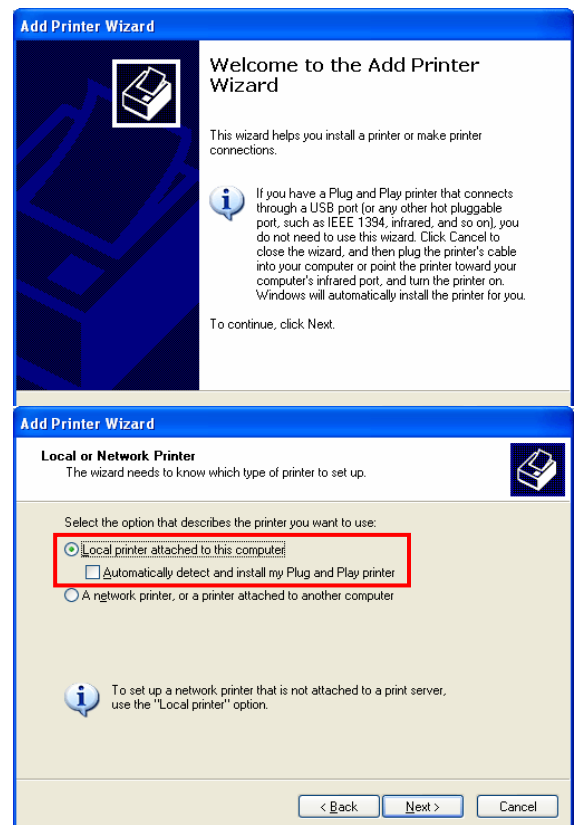 Add Printer Wizard
Welcome to the Add Printer
Wizard
This wizard helps you install a printer or make printer
connections.
If you have a Plug and Play printer that connects
through a USB port (or any other hot pluggable
port, such as IEEE 1394, infrared, and so on), you
do not need to use this wizard. Click Cancel to
close the wizard, and then plug the printer's cable
into your computer or point the printer toward your
computer's infrared port, and turn the printer on.
Windows will automatically install the printer for you.
To continue, click Next.
Add Printer Wizard
Local or Network Printer
The wizard needs to know which type of printer to set up.
Select the option that describes the printer you want to use:
Local printer attached to this computer
Automatically detect and install my Plug and Play printer
A network printer, or a printer attached to another computer
To set up a network printer that is not attached to a print server,
use the "Local printer" option.
< Back Next > Cancel